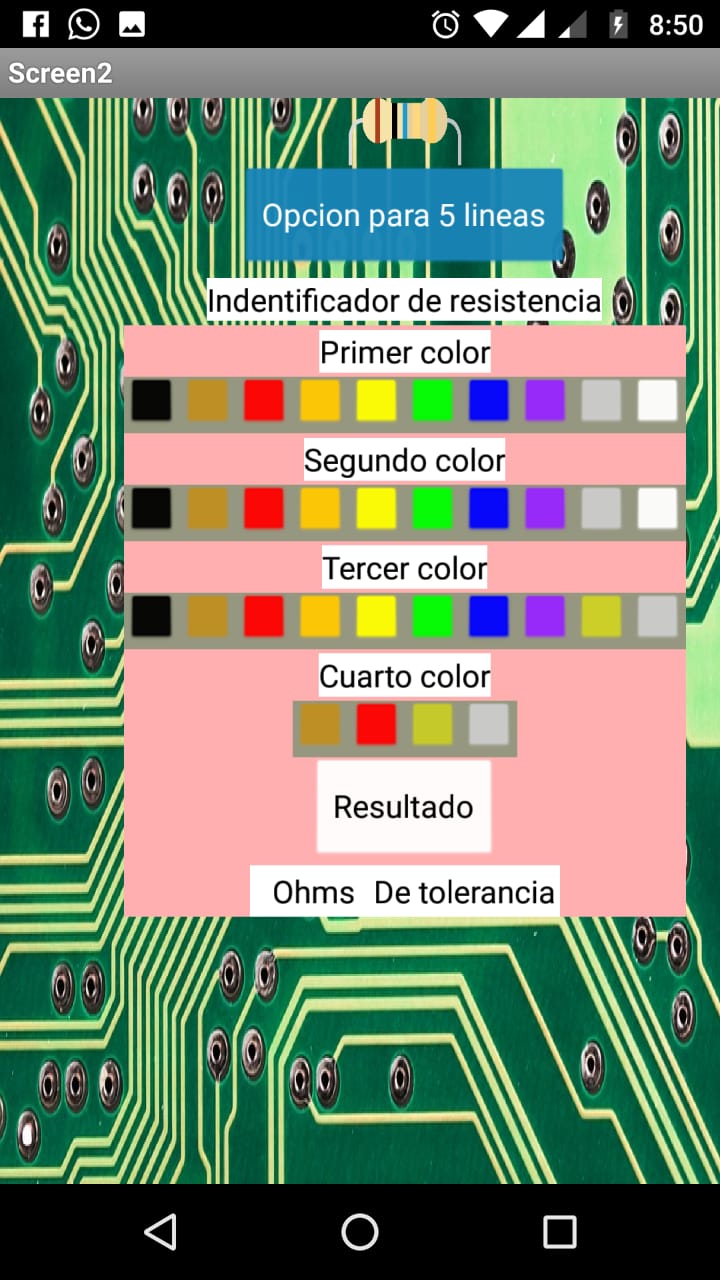 8:50
Screen2
Opcion para 5 lineas
Indentificador de resistencia
Primer color
Segundo color
Tercer color
Cuarto color
Resultado
Ohms De tolerancia